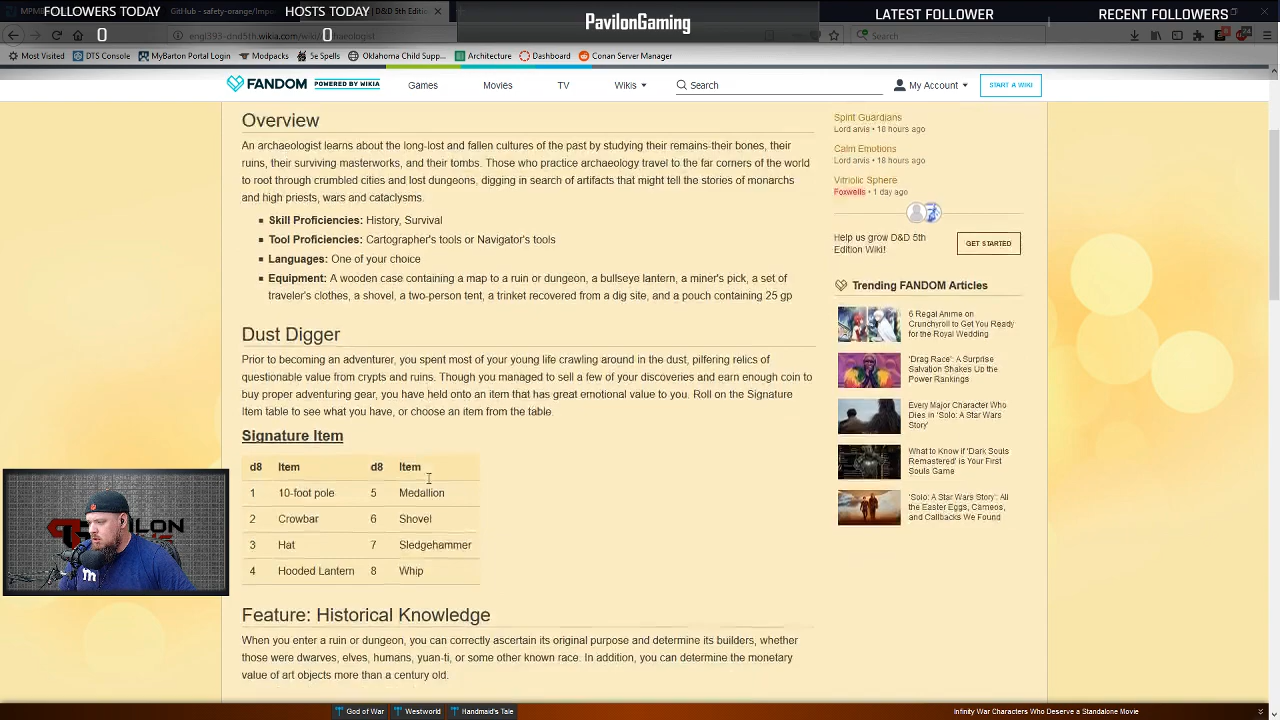 FOLLOWERS TODAY
HOSTS TODAY
PavilonGaming
LATEST FOLLOWER
RECENT FOLLOWERS
0
0
Search
Most Visited DTS Console MyBarton Portal Login Modpacks 5e Spells Oklahoma Child Supp... Architecture Dashboard Conan Server Manager
FANDOM POWERED BY WIKIA Games Movies TV Wikis Search My Account START A WIKI
Overview
An archaeologist learns about the long-lost and fallen cultures of the past by studying their remains-their bones, their
ruins, their surviving masterworks, and their tombs. Those who practice archaeology travel to the far corners of the world
to root through crumbled cities and lost dungeons, digging in search of artifacts that might tell the stories of monarchs
and high priests, wars and cataclysms.
Skill Proficiencies: History, Survival
Tool Proficiencies: Cartographer's tools or Navigator's tools
Languages: One of your choice
Equipment: A wooden case containing a map to a ruin or dungeon, a bullseye lantern, a miner's pick, a set of
traveler's clothes, a shovel, a two-person tent, a trinket recovered from a dig site, and a pouch containing 25 gp
Dust Digger
Prior to becoming an adventurer, you spent most of your young life crawling around in the dust, pilfering relics of
questionable value from crypts and ruins. Though you managed to sell a few of your discoveries and earn enough coin to
buy proper adventuring gear, you have held onto an item that has great emotional value to you. Roll on the Signature
Item table to see what you have, or choose an item from the table.
Signature Item
d8 Item d8 Item
1 10-foot pole 5 Medallion
2 Crowbar 6 Shovel
3 Hat 7 Sledgehammer
4 Hooded Lantern 8 Whip
Feature: Historical Knowledge
When you enter a ruin or dungeon, you can correctly ascertain its original purpose and determine its builders, whether
those were dwarves, elves, humans, yuan-ti, or some other known race. In addition, you can determine the monetary
value of art objects more than a century old.
Spirit Guardians
Lord arvis • 18 hours ago
Calm Emotions
Lord arvis • 18 hours ago
Vitriolic Sphere
Foxwells • 1 day ago
Help us grow D&D 5th
Edition Wiki!
GET STARTED
Trending FANDOM Articles
6 Regal Anime on
Crunchyroll to Get You Ready
for the Royal Wedding
'Drag Race': A Surprise
Salvation Shakes Up the
Power Rankings
Every Major Character Who
Dies in 'Solo: A Star Wars
Story'
What to Know if 'Dark Souls
Remastered' is Your First
Souls Game
'Solo: A Star Wars Story': All
the Easter Eggs, Cameos,
and Callbacks We Found
God of War Westworld Handmaid's Tale
Infinity War Characters Who Deserve a Standalone Movie